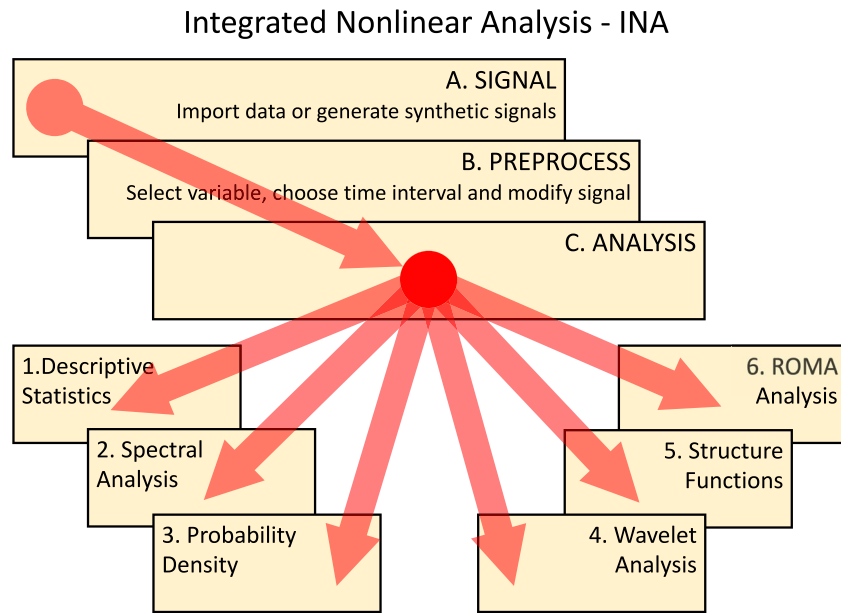 Integrated Nonlinear Analysis - INA
A. SIGNAL
Import data or generate synthetic signals
B. PREPROCESS
Select variable, choose time interval and modify signal
C. ANALYSIS
1.Descriptive
Statistics
2. Spectral
Analysis
3. Probability
Density
4. Wavelet
Analysis
5. Structure
Functions
6. ROMA
Analysis